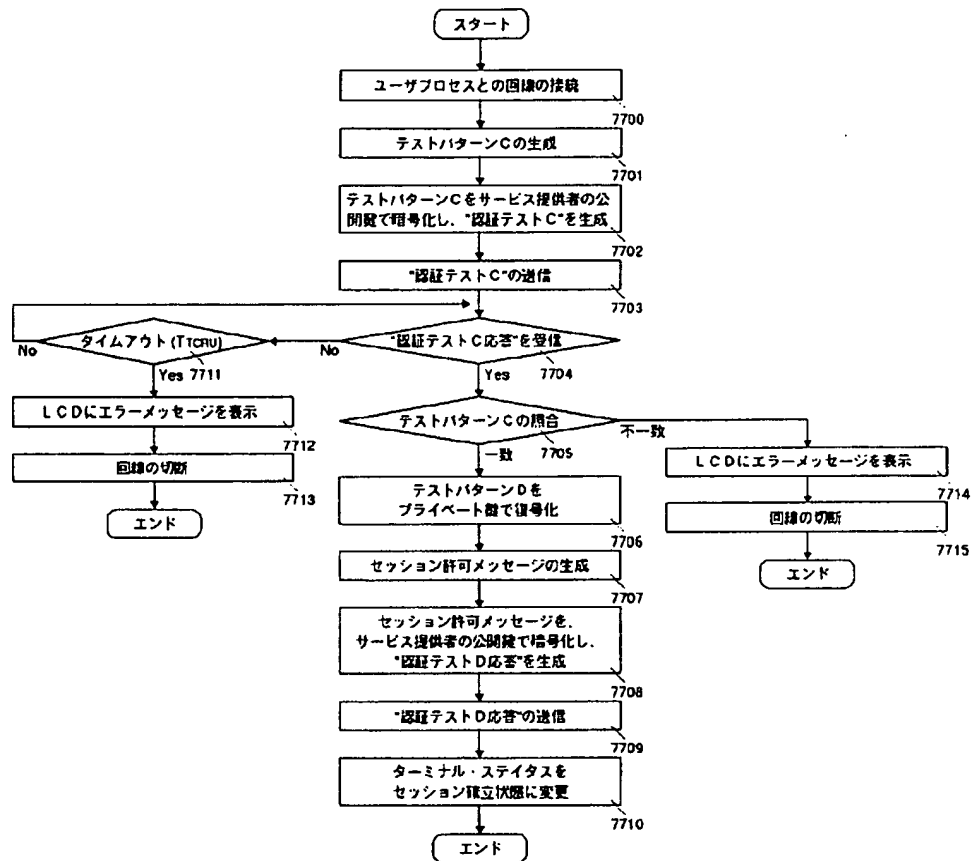 スタート
ユーザプロセスとの回線の接続
7700
テストパターンCの生成
7701
テストパターンCをサービス提供者の公
開鍵で暗号化し、"認証テストC"を生成
7702
"認証テストC"の送信
7703
"認証テストC応答"を受信
7704
No
Yes
タイムアウト(TTCRU)
7711
No
Yes
LCDにエラーメッセージを表示
7712
回線の切断
7713
エンド
テストパターンCの照合
7705
一致
不一致
LCDにエラーメッセージを表示
7714
回線の切断
7715
エンド
テストパターンDを
プライベート鍵で復号化
7706
セッション許可メッセージの生成
7707
セッション許可メッセージを、
サービス提供者の公開鍵で暗号化し、
"認証テストD応答"を生成
7708
"認証テストD応答"の送信
7709
ターミナル・ステイタスを
セッション確立状態に変更
7710
エンド